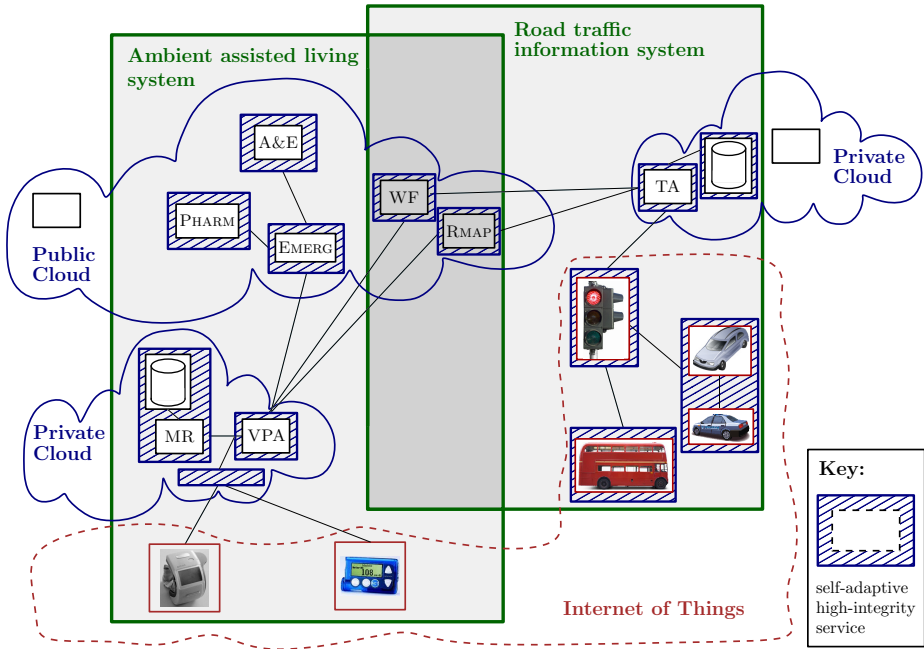 Road traffic
information system
Ambient assisted living
system
A&E
WF
TA
Private
Cloud
PHARM
EMERG
RMAP
Public
Cloud
Private
Cloud
MR
VPA
Key:
108
Internet of Things
self-adaptive
high-integrity
service